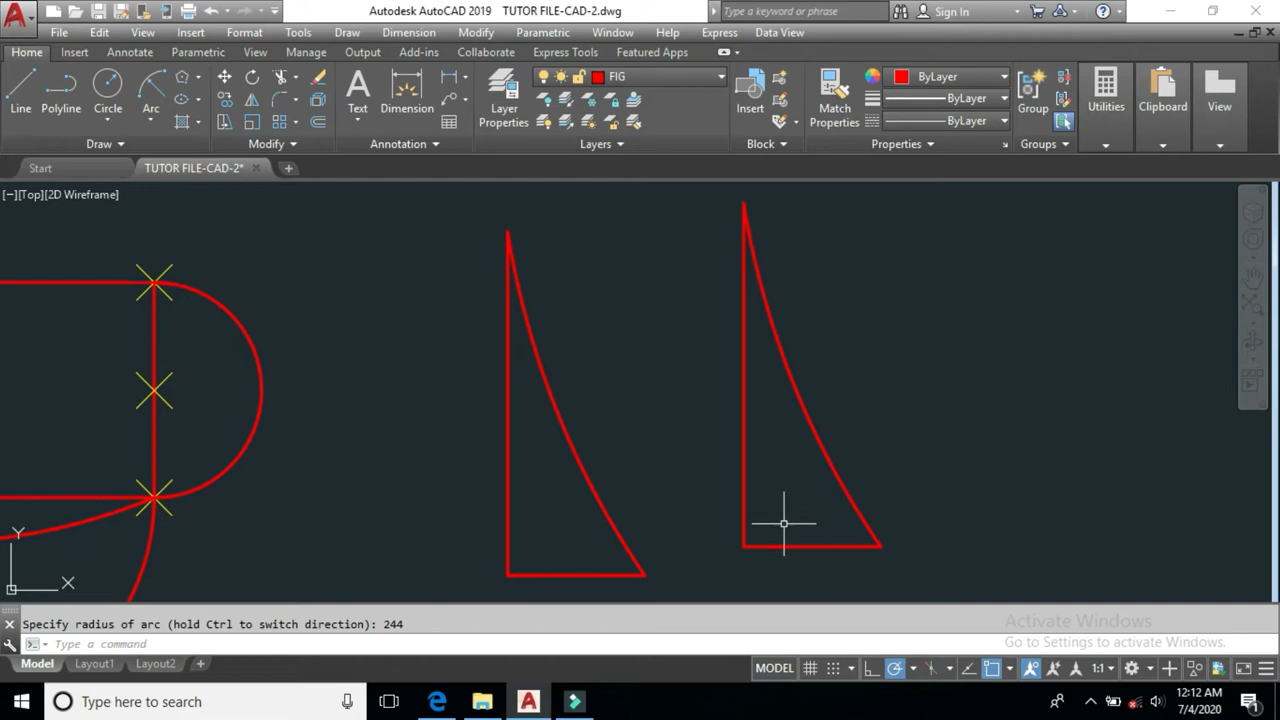 Autodesk AutoCAD 2019 TUTOR FILE-CAD-2.dwg
Type a keyword or phrase
Sign In
File Edit View Insert Format Tools Draw Dimension Modify Parametric Window Help Express Data View
Home Insert Annotate Parametric View Manage Output Add-ins Collaborate Express Tools Featured Apps
FIG
ByLayer
ByLayer
ByLayer
Line Polyline Circle Arc
Text Dimension
Layer
Properties
Insert
Match
Properties
Group
Utilities
Clipboard
View
Draw Modify Annotation Layers Block Properties Groups
Start TUTOR FILE-CAD-2*
[−][Top][2D Wireframe]
Y
X
Specify radius of arc (hold Ctrl to switch direction): 244
Activate Windows
Go to Settings to activate Windows.
Type a command
Model Layout1 Layout2
MODEL
1:1
Type here to search
12:12 AM
7/4/2020
1